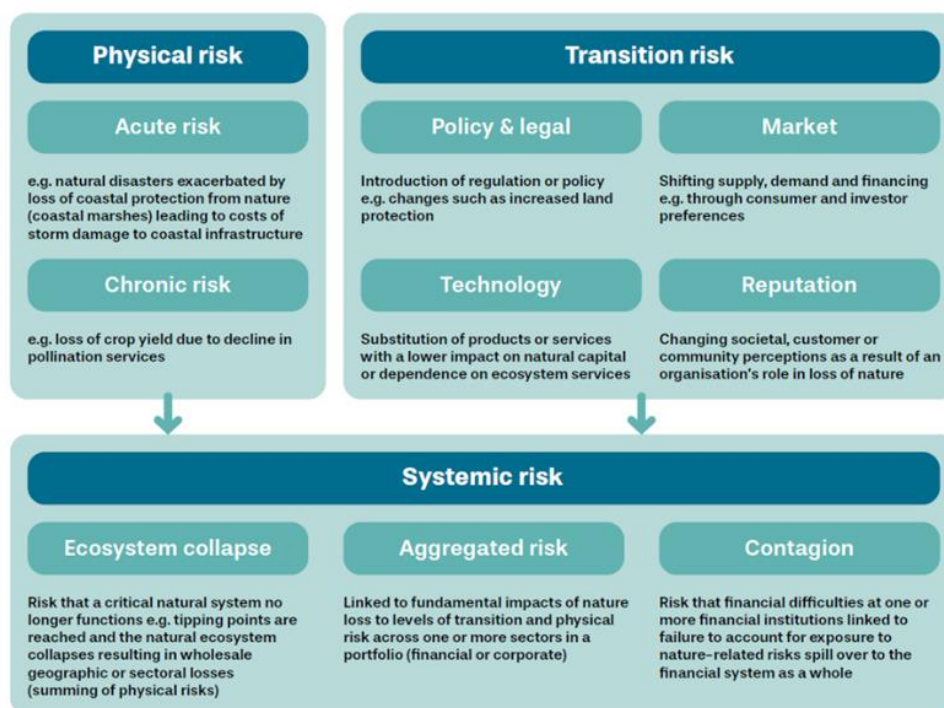 Physical risk
Acute risk
e.g. natural disasters exacerbated by
loss of coastal protection from nature
(coastal marshes) leading to costs of
storm damage to coastal infrastructure
Chronic risk
e.g. loss of crop yield due to decline in
pollination services
Transition risk
Policy & legal
Introduction of regulation or policy
e.g. changes such as increased land
protection
Market
Shifting supply, demand and financing
e.g. through consumer and investor
preferences
Technology
Substitution of products or services
with a lower impact on natural capital
or dependence on ecosystem services
Reputation
Changing societal, customer or
community perceptions as a result of an
organisation's role in loss of nature
Systemic risk
Ecosystem collapse
Risk that a critical natural system no
longer functions e.g. tipping points are
reached and the natural ecosystem
collapses resulting in wholesale
geographic or sectoral losses
(summing of physical risks)
Aggregated risk
Linked to fundamental impacts of nature
loss to levels of transition and physical
risk across one or more sectors in a
portfolio (financial or corporate)
Contagion
Risk that financial difficulties at one or
more financial institutions linked to
failure to account for exposure to
nature-related risks spill over to the
financial system as a whole